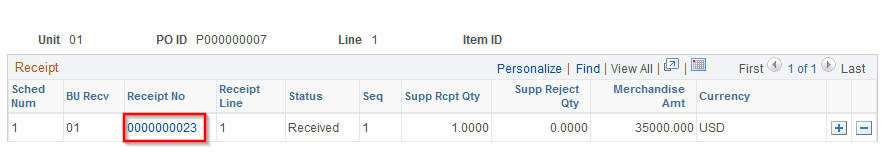 Unit 01 PO ID P000000007 Line 1 Item ID
Receipt Personalize | Find | View All | | First 1 of 1 Last
Sched Num BU Recv Receipt No Receipt Line Status Seq Supp Rcpt Qty Supp Reject Qty Merchandise Amt Currency
1 01 0000000023 1 Received 1 1.0000 0.0000 35000.000 USD